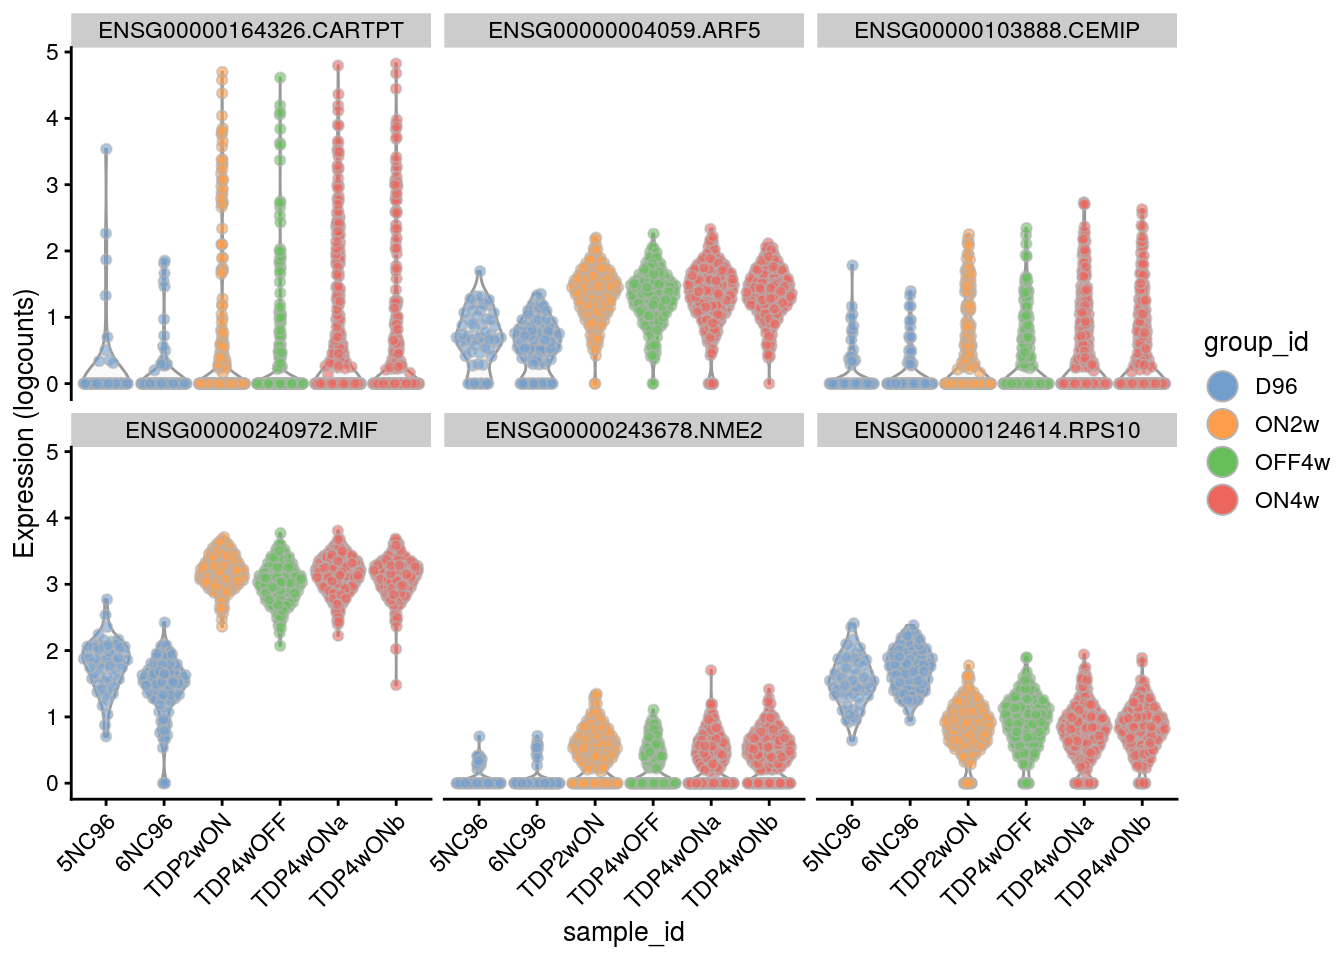 ENSG00000164326.CARTPT
ENSG00000004059.ARF5
ENSG00000103888.CEMIP
5
4
3
2
1
0
ENSG00000240972.MIF
ENSG00000243678.NME2
ENSG00000124614.RPS10
5
4
3
2
1
0
Expression (logcounts)
5NC96
6NC96
TDP2wON
TDP4wOFF
TDP4wONa
TDP4wONb
5NC96
6NC96
TDP2wON
TDP4wOFF
TDP4wONa
TDP4wONb
5NC96
6NC96
TDP2wON
TDP4wOFF
TDP4wONa
TDP4wONb
sample_id
group_id
D96
ON2w
OFF4w
ON4w